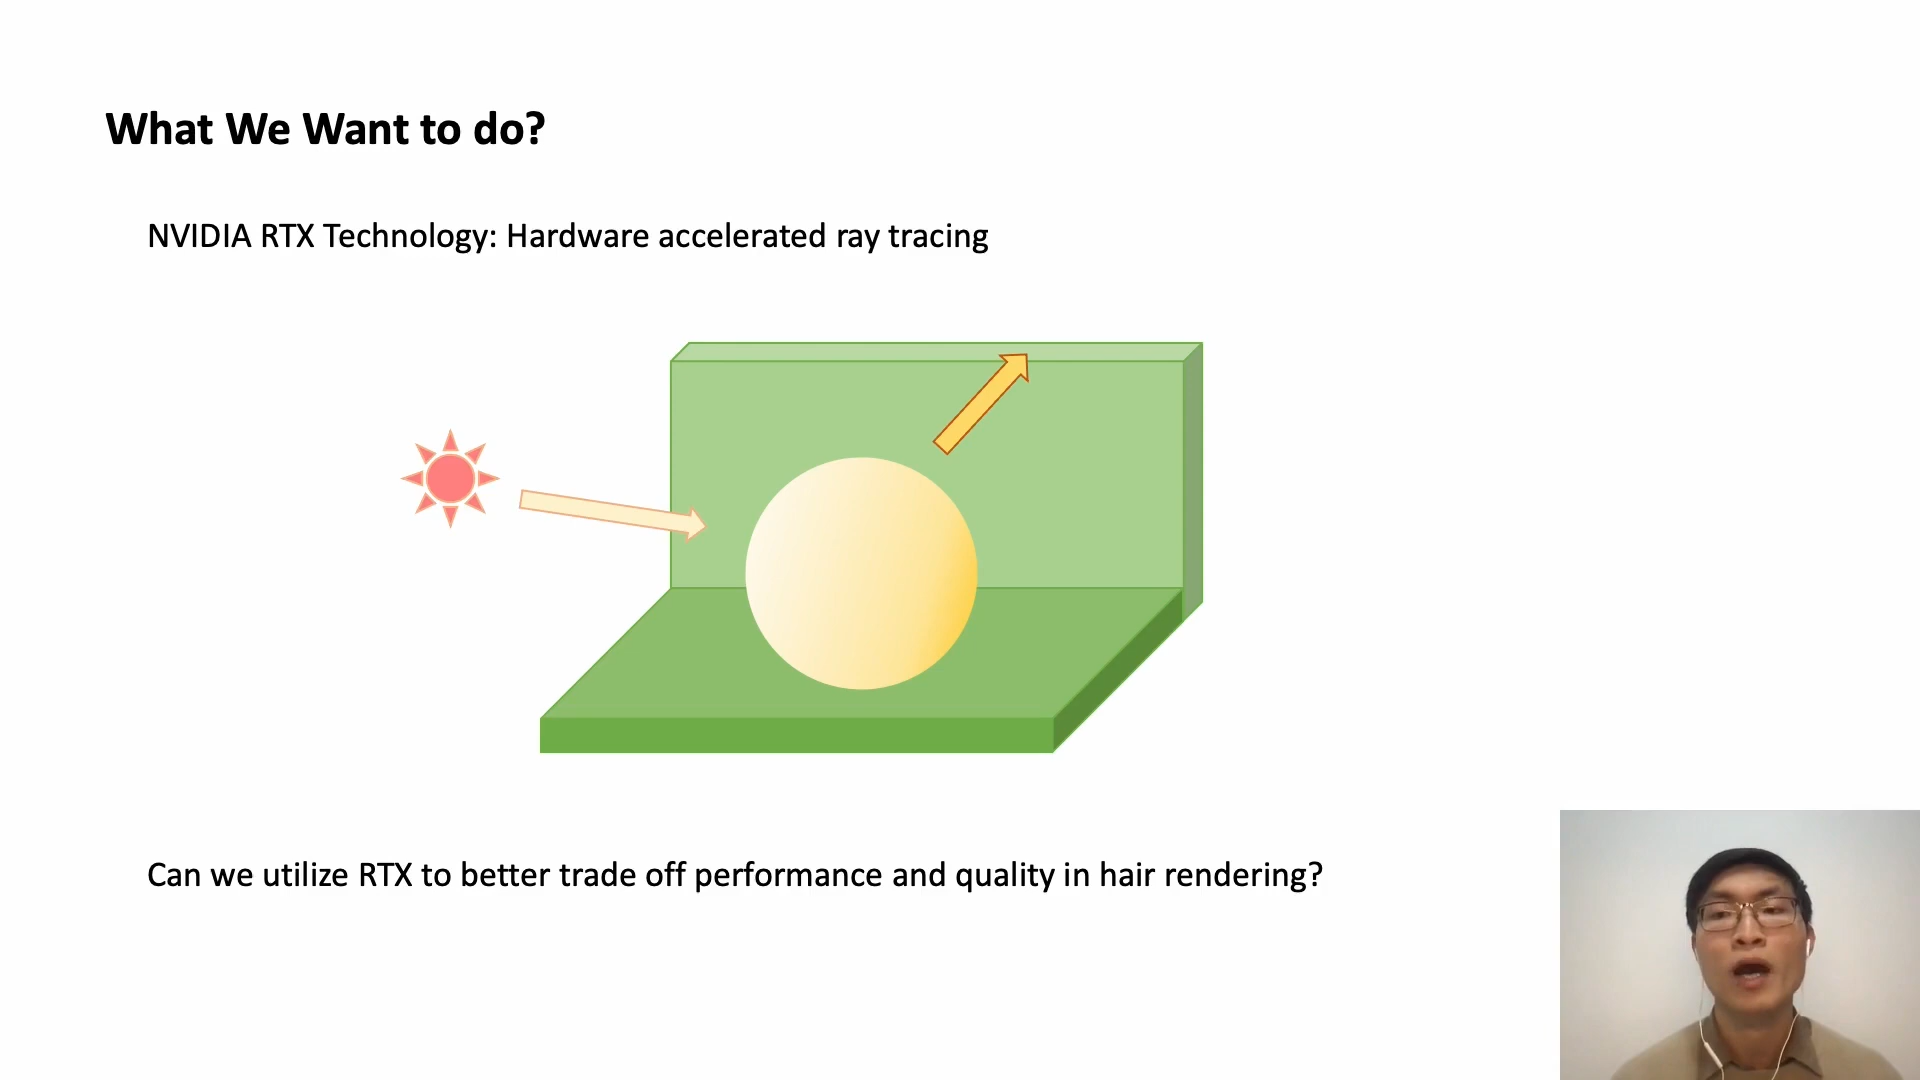 What We Want to do?
NVIDIA RTX Technology: Hardware accelerated ray tracing
Can we utilize RTX to better trade off performance and quality in hair rendering?